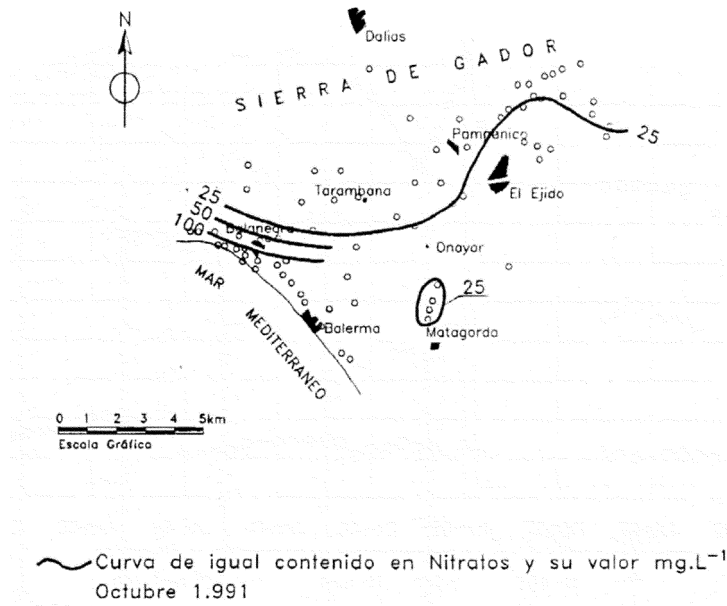 N
Dalias
SIERRA DE GADOR
Pampanico
25
El Ejido
Tarambana
25
50
100
Balanegra
Onayar
25
MAR
MEDITERRANEO
Balerma
Matagorda
0 1 2 3 4 5km
Escala Gráfica
Curva de igual contenido en Nitratos y su valor mg.L-1
Octubre 1.991